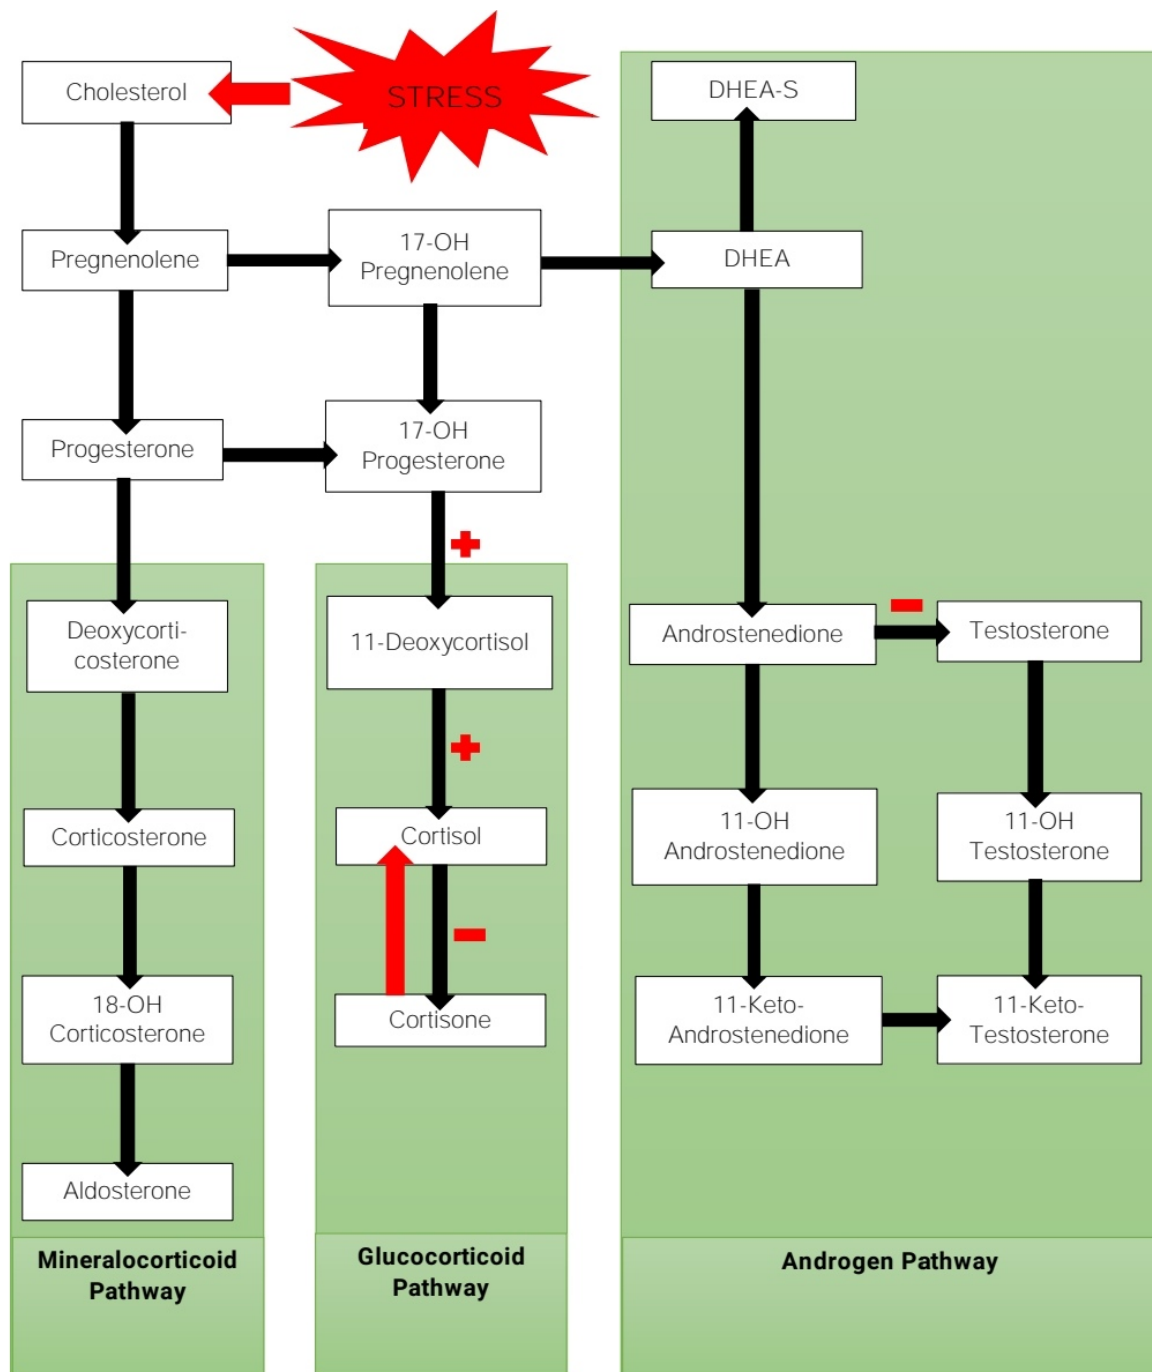 Cholesterol
STRESS
DHEA-S
Pregnenolene
17-OH
Pregnenolene
DHEA
Progesterone
17-OH
Progesterone
Deoxycorti-
costerone
11-Deoxycortisol
Androstenedione
Testosterone
Corticosterone
Cortisol
11-OH
Androstenedione
11-OH
Testosterone
18-OH
Corticosterone
Cortisone
11-Keto-
Androstenedione
11-Keto-
Testosterone
Aldosterone
Mineralocorticoid
Pathway
Glucocorticoid
Pathway
Androgen Pathway